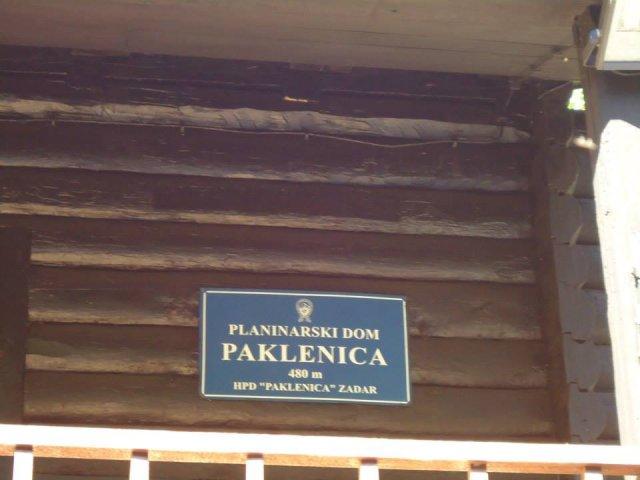 PLANINARSKI DOM
PAKLENICA
480 m
HPD "PAKLENICA" ZADAR